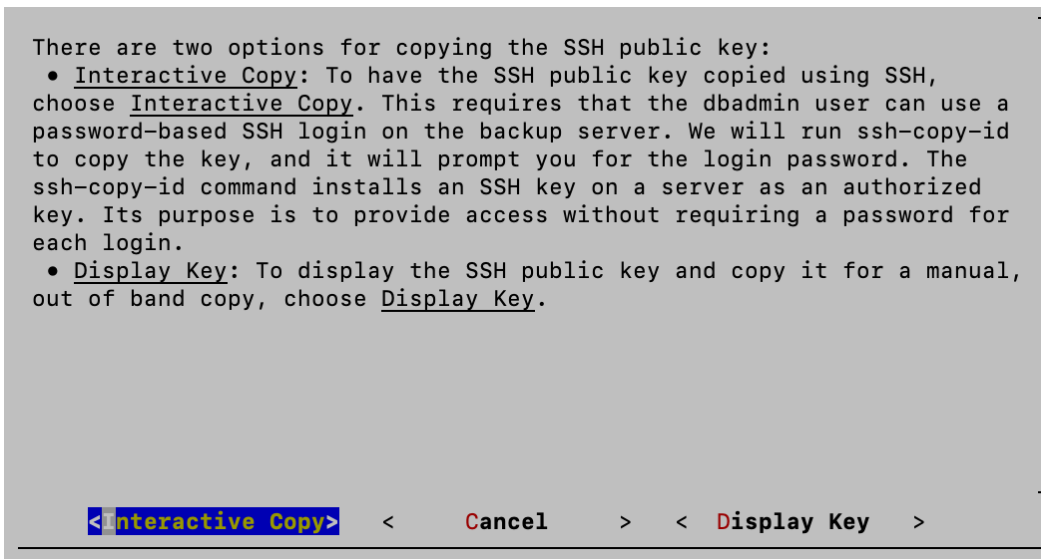 There are two options for copying the SSH public key:
• Interactive Copy: To have the SSH public key copied using SSH,
choose Interactive Copy. This requires that the dbadmin user can use a
password-based SSH login on the backup server. We will run ssh-copy-id
to copy the key, and it will prompt you for the login password. The
ssh-copy-id command installs an SSH key on a server as an authorized
key. Its purpose is to provide access without requiring a password for
each login.
• Display Key: To display the SSH public key and copy it for a manual,
out of band copy, choose Display Key.
<Interactive Copy> < Cancel > < Display Key >